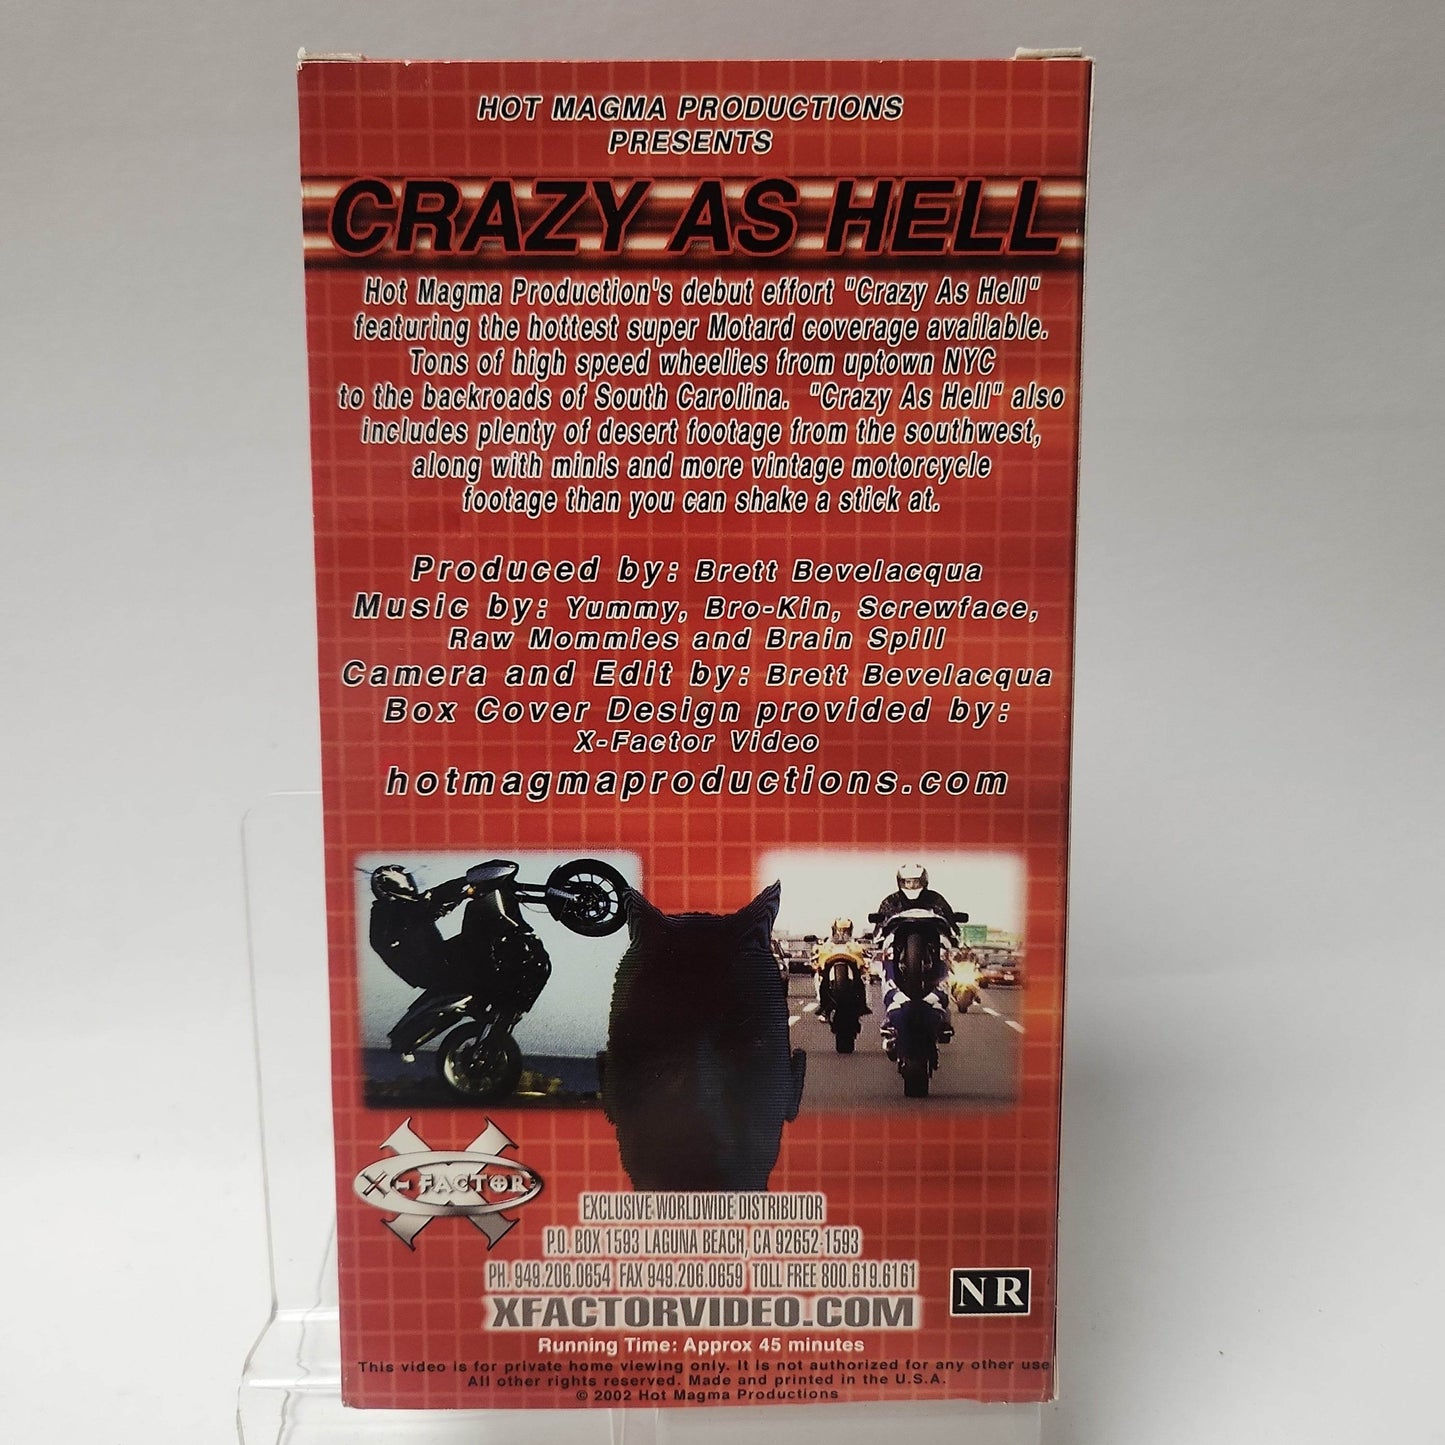 HOT MAGMA PRODUCTIONS
PRESENTS
CRAZY AS HELL
Hot Magma Production's debut effort "Crazy As Hell"
featuring the hottest super Motard coverage available.
Tons of high speed wheelies from uptown NYC
to the backroads of South Carolina. "Crazy As Hell" also
includes plenty of desert footage from the southwest,
along with minis and more vintage motorcycle
footage than you can shake a stick at.
Produced by: Brett Bevelacqua
Music by: Yummy, Bro-Kin, Screwface,
Raw Mommies and Brain Spill
Camera and Edit by: Brett Bevelacqua
Box Cover Design provided by:
X-Factor Video
hotmagmaproductions.com
X-FACTOR
EXCLUSIVE WORLDWIDE DISTRIBUTOR
P.O. BOX 1593 LAGUNA BEACH, CA 92652-1593
PH. 949.206.0654 FAX 949.206.0659 TOLL FREE 800.619.6161
XFACTORVIDEO.COM
NR
Running Time: Approx 45 minutes
This video is for private home viewing only. It is not authorized for any other use
All other rights reserved. Made and printed in the U.S.A.
© 2002 Hot Magma Productions